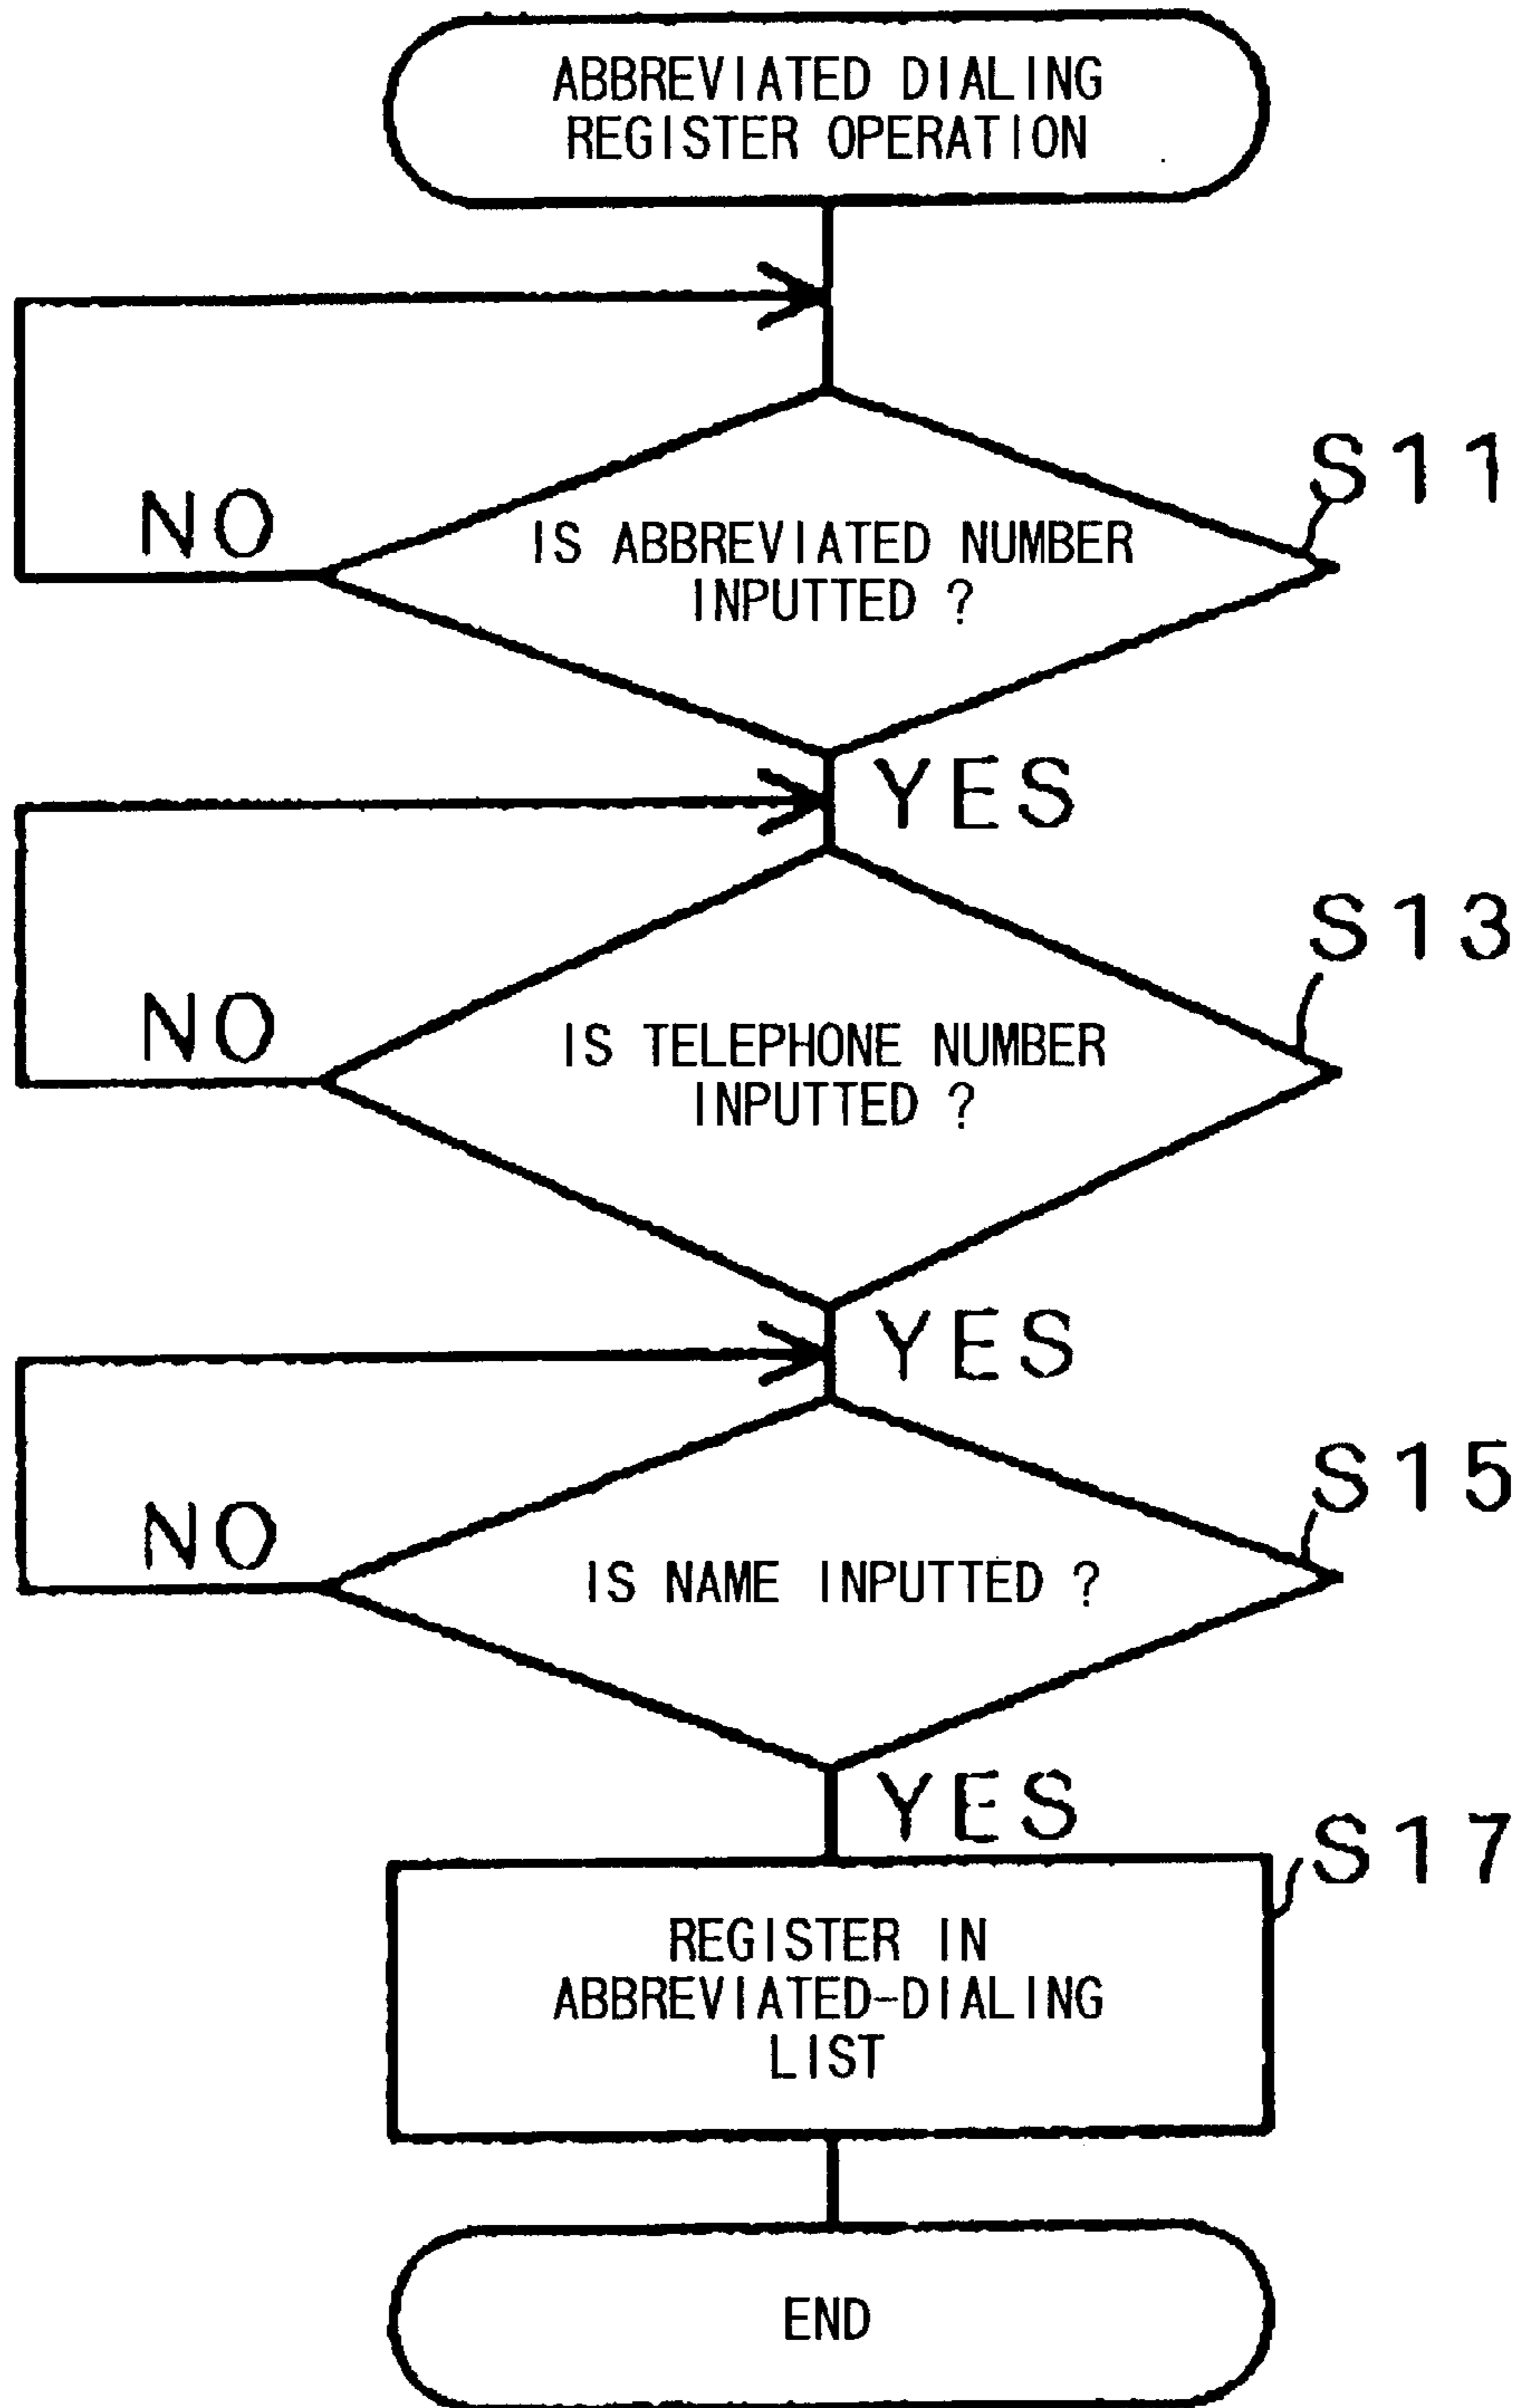 ABBREVIATED DIALING
REGISTER OPERATION
S11
NO
IS ABBREVIATED NUMBER
INPUTTED ?
YES
S13
NO
IS TELEPHONE NUMBER
INPUTTED ?
YES
S15
NO
IS NAME INPUTTED ?
YES
S17
REGISTER IN
ABBREVIATED-DIALING
LIST
END